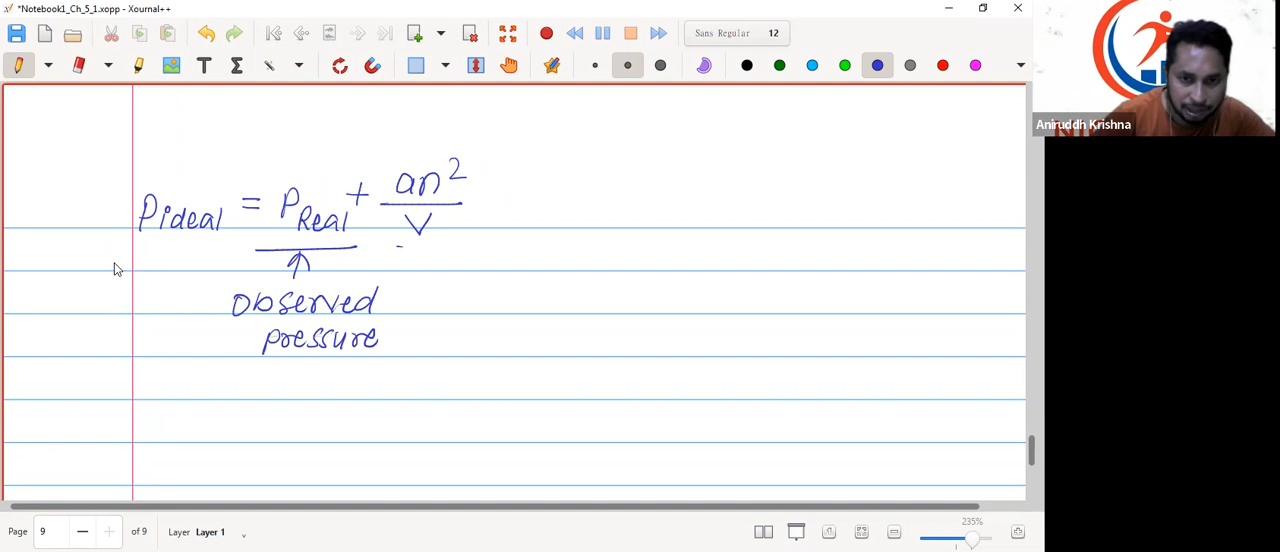 *Notebook1_Ch_5_1.xopp - Xournal++
Sans Regular 12
Aniruddh Krishna
Pideal = PReal + an²/V
↑
Observed
pressure
Page 9 of 9 Layer Layer 1
235%